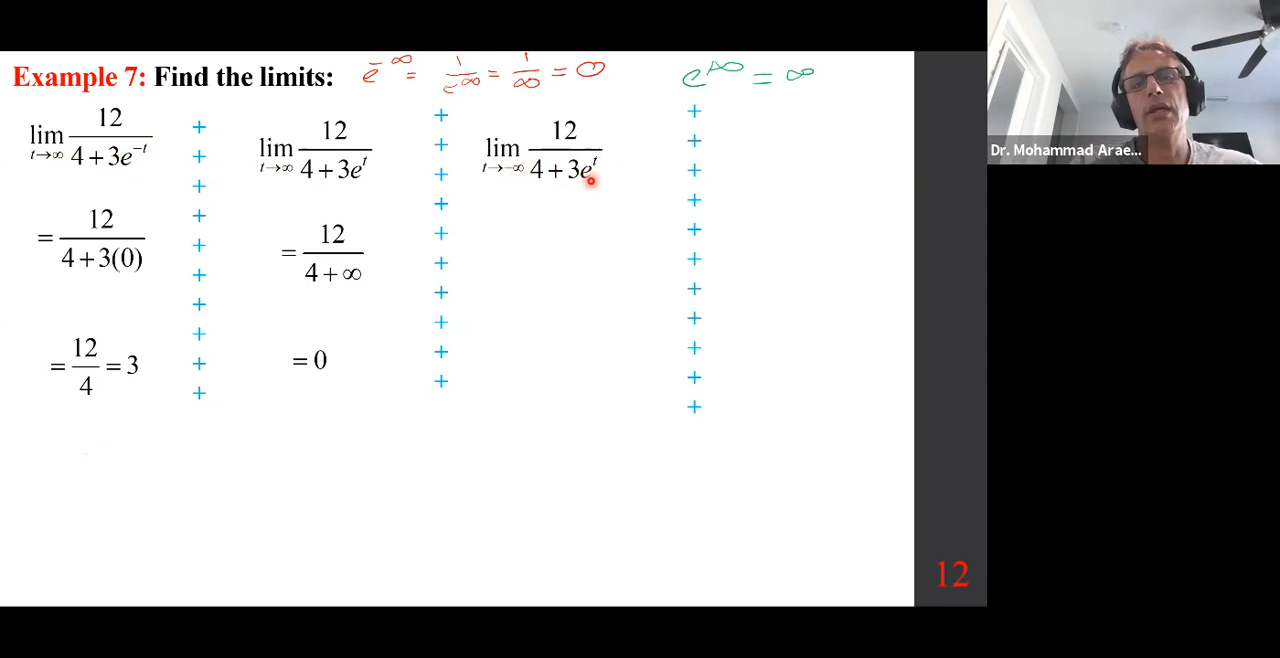 Example 7: Find the limits: e^{-∞} = 1/e^∞ = 1/∞ = 0 e^∞ = ∞
lim_{t→∞} 12/(4+3e^{-t})
= 12/(4+3(0))
= 12/4 = 3
lim_{t→∞} 12/(4+3e^t)
= 12/(4+∞)
= 0
lim_{t→-∞} 12/(4+3e^t)
12
Dr. Mohammad Arae...